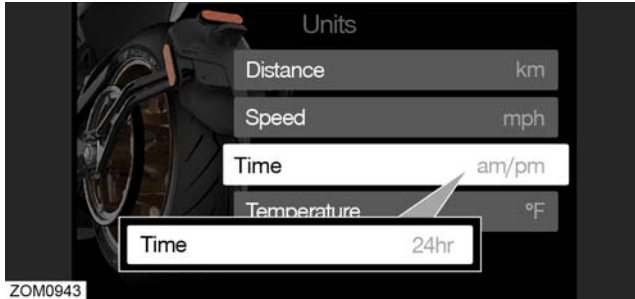 Units
Distance km
Speed mph
Time am/pm
Temperature °F
Time 24hr
ZOM0943